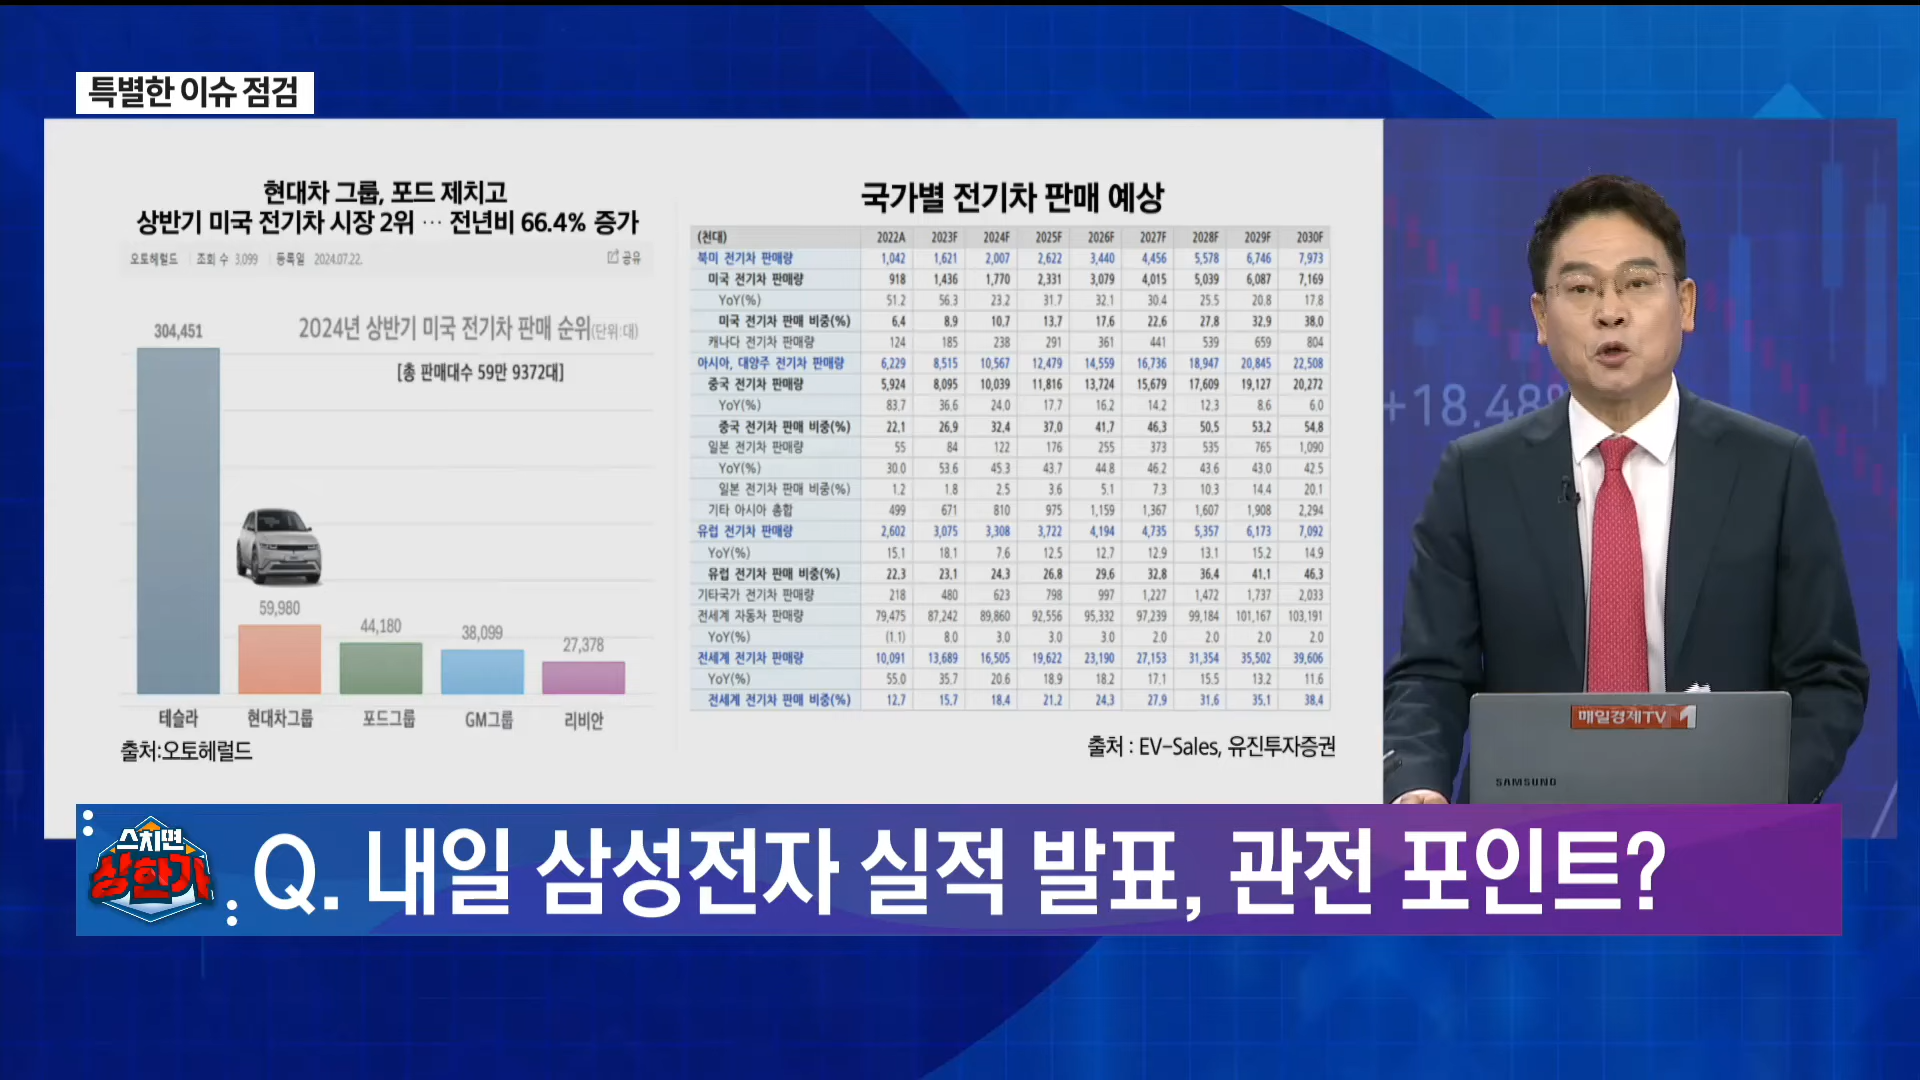 특별한 이슈 점검
현대차 그룹, 포드 제치고
상반기 미국 전기차 시장 2위 … 전년비 66.4% 증가
오토헤럴드 | 조회 수 3,099 | 등록일 2024.07.22. 공유
2024년 상반기 미국 전기차 판매 순위(단위:대)
[총 판매대수 59만 9372대]
304,451
59,980
44,180
38,099
27,378
테슬라 현대차그룹 포드그룹 GM그룹 리비안
출처:오토헤럴드
국가별 전기차 판매 예상
(천대) 2022A 2023F 2024F 2025F 2026F 2027F 2028F 2029F 2030F
북미 전기차 판매량 1,042 1,621 2,007 2,622 3,440 4,456 5,578 6,746 7,973
미국 전기차 판매량 918 1,436 1,770 2,331 3,079 4,015 5,039 6,087 7,169
YoY(%) 51.2 56.3 23.2 31.7 32.1 30.4 25.5 20.8 17.8
미국 전기차 판매 비중(%) 6.4 8.9 10.7 13.7 17.6 22.6 27.8 32.9 38.0
캐나다 전기차 판매량 124 185 238 291 361 441 539 659 804
아시아, 대양주 전기차 판매량 6,229 8,515 10,567 12,479 14,559 16,736 18,947 20,845 22,508
중국 전기차 판매량 5,924 8,095 10,039 11,816 13,724 15,679 17,609 19,127 20,272
YoY(%) 83.7 36.6 24.0 17.7 16.2 14.2 12.3 8.6 6.0
중국 전기차 판매 비중(%) 22.1 26.9 32.4 37.0 41.7 46.3 50.5 53.2 54.8
일본 전기차 판매량 55 84 122 176 255 373 535 765 1,090
YoY(%) 30.0 53.6 45.3 43.7 44.8 46.2 43.6 43.0 42.5
일본 전기차 판매 비중(%) 1.2 1.8 2.5 3.6 5.1 7.3 10.3 14.4 20.1
기타 아시아 총합 499 671 810 975 1,159 1,367 1,607 1,908 2,294
유럽 전기차 판매량 2,602 3,075 3,308 3,722 4,194 4,735 5,357 6,173 7,092
YoY(%) 15.1 18.1 7.6 12.5 12.7 12.9 13.1 15.2 14.9
유럽 전기차 판매 비중(%) 22.3 23.1 24.3 26.8 29.6 32.8 36.4 41.1 46.3
기타국가 전기차 판매량 218 480 623 798 997 1,227 1,472 1,737 2,033
전세계 자동차 판매량 79,475 87,242 89,860 92,556 95,332 97,239 99,184 101,167 103,191
YoY(%) (1.1) 8.0 3.0 3.0 3.0 2.0 2.0 2.0 2.0
전세계 전기차 판매량 10,091 13,689 16,505 19,622 23,190 27,153 31,354 35,502 39,606
YoY(%) 55.0 35.7 20.6 18.9 18.2 17.1 15.5 13.2 11.6
전세계 전기차 판매 비중(%) 12.7 15.7 18.4 21.2 24.3 27.9 31.6 35.1 38.4
출처 : EV-Sales, 유진투자증권
+18.48%
매일경제TV 1
SAMSUNG
스치면
상한가
Q. 내일 삼성전자 실적 발표, 관전 포인트?